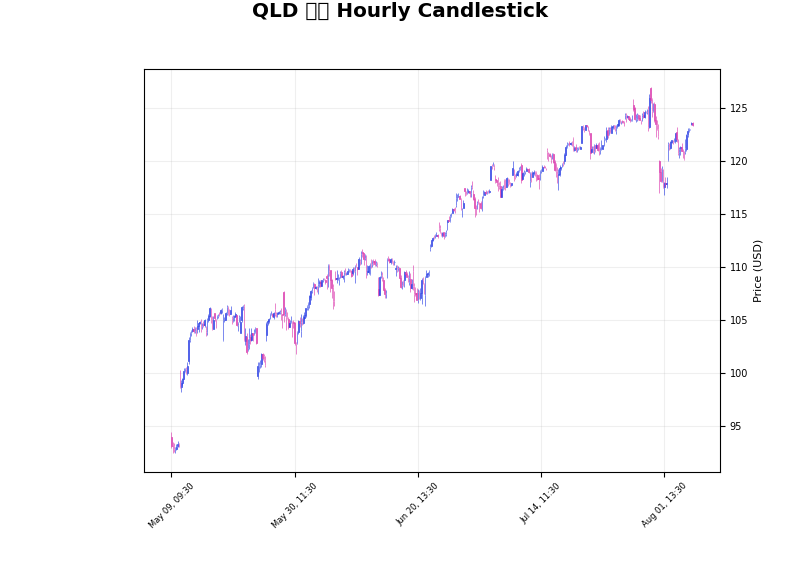 QLD Hourly Candlestick
125
120
115
110
105
100
95
Price (USD)
May 09, 09:30
May 30, 11:30
Jun 20, 13:30
Jul 14, 11:30
Aug 01, 13:30